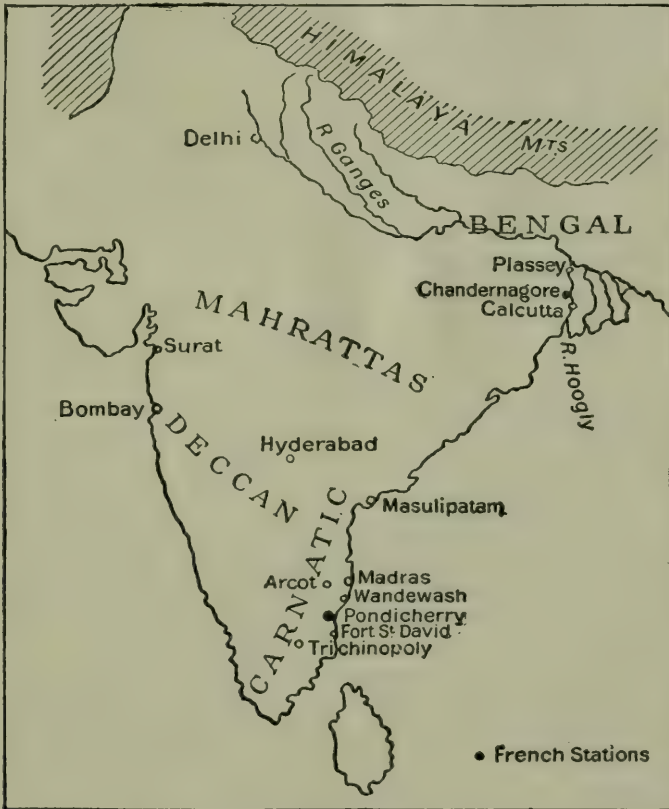 HIMALAYA MTS
Delhi
R. Ganges
BENGAL
Plassey
Chandernagore
Calcutta
R. Hoogly
MAHRATTAS
Surat
Bombay
DECCAN
Hyderabad
Masulipatam
CARNATIC
Arcot
Madras
Wandewash
Pondicherry
Fort St David
Trichinopoly
French Stations